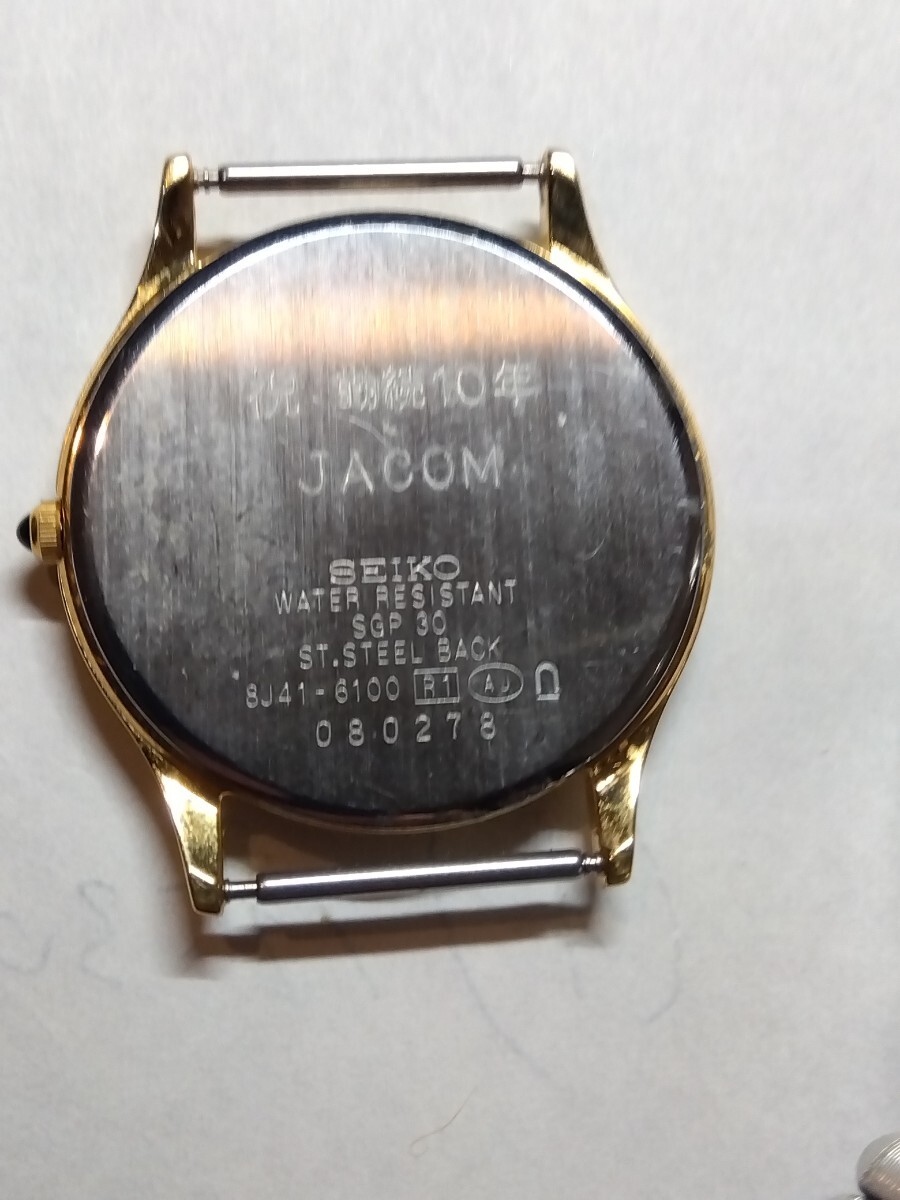 祝 勤続10年
JACOM
SEIKO
WATER RESISTANT
SGP 30
ST.STEEL BACK
8J41-6100 R1 AJ
080278